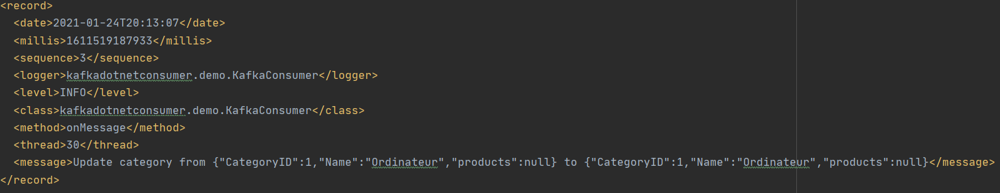 <record>
  <date>2021-01-24T20:13:07</date>
  <millis>1611519187933</millis>
  <sequence>3</sequence>
  <logger>kafkadotnetconsumer.demo.KafkaConsumer</logger>
  <level>INFO</level>
  <class>kafkadotnetconsumer.demo.KafkaConsumer</class>
  <method>onMessage</method>
  <thread>30</thread>
  <message>Update category from {"CategoryID":1,"Name":"Ordinateur","products":null} to {"CategoryID":1,"Name":"Ordinateur","products":null}</message>
</record>